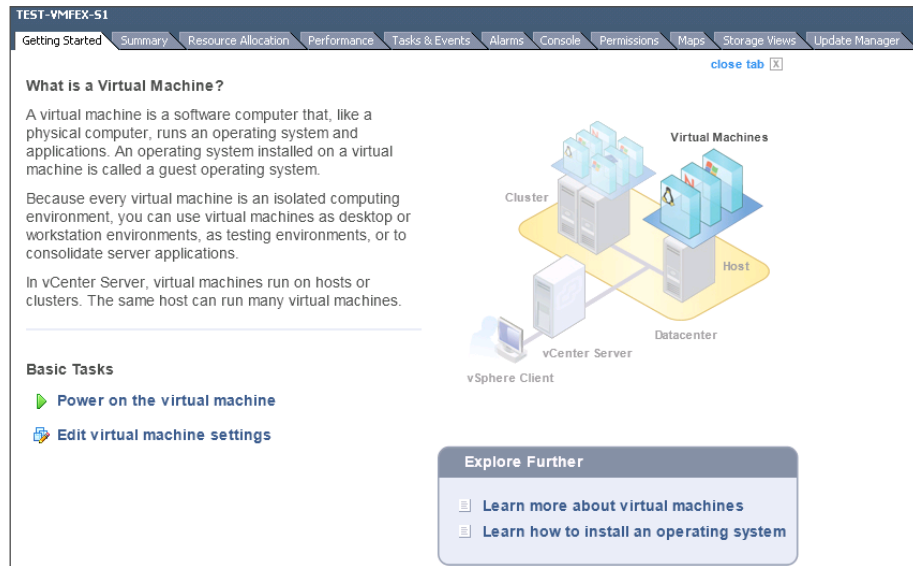 TEST-VMFEX-S1
Getting Started Summary Resource Allocation Performance Tasks & Events Alarms Console Permissions Maps Storage Views Update Manager
close tab X
What is a Virtual Machine?
A virtual machine is a software computer that, like a
physical computer, runs an operating system and
applications. An operating system installed on a virtual
machine is called a guest operating system.
Because every virtual machine is an isolated computing
environment, you can use virtual machines as desktop or
workstation environments, as testing environments, or to
consolidate server applications.
In vCenter Server, virtual machines run on hosts or
clusters. The same host can run many virtual machines.
Basic Tasks
Power on the virtual machine
Edit virtual machine settings
Virtual Machines
Cluster
Host
Datacenter
vCenter Server
vSphere Client
Explore Further
Learn more about virtual machines
Learn how to install an operating system